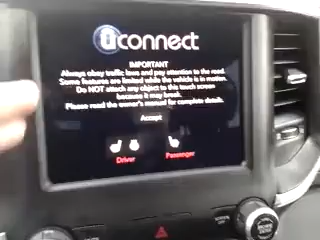 uconnect
IMPORTANT
Always obey traffic laws and pay attention to the road.
Some features are limited while the vehicle is in motion.
Do NOT attach any object to this touch screen
because it may break.
Please read the owner's manual for complete details.
Accept
Driver Passenger